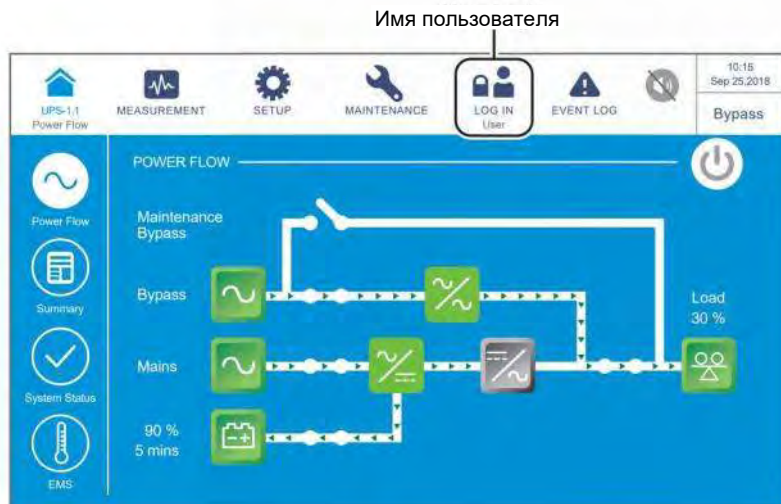 Имя пользователя
10:15
Sep 25,2018
UPS-1.1
Power Flow
MEASUREMENT
SETUP
MAINTENANCE
LOG IN
User
EVENT LOG
Bypass
POWER FLOW
Power Flow
Maintenance
Bypass
Summary
Bypass
Load
30 %
System Status
Mains
90 %
5 mins
EMS